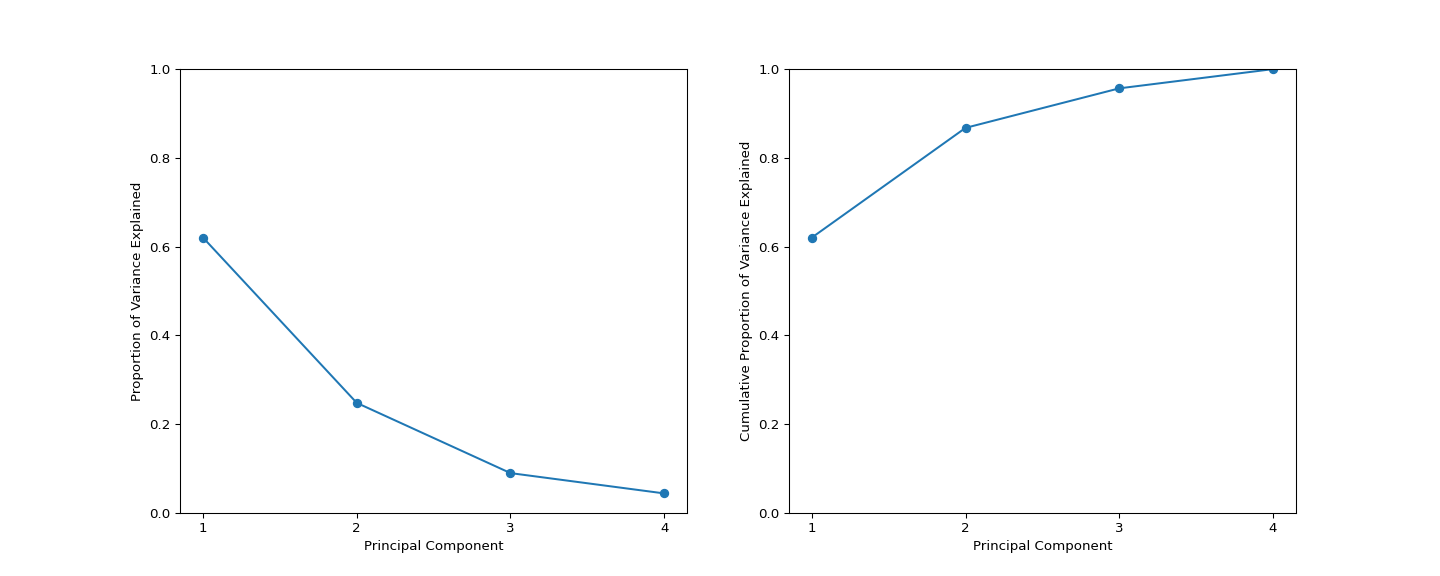 1.0
0.8
0.6
0.4
0.2
0.0
Proportion of Variance Explained
1 2 3 4
Principal Component
1.0
0.8
0.6
0.4
0.2
0.0
Cumulative Proportion of Variance Explained
1 2 3 4
Principal Component